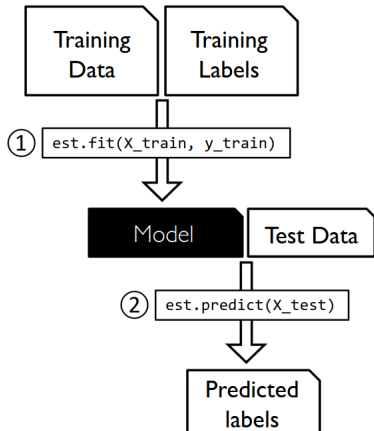 Training Data
Training Labels
① est.fit(X_train, y_train)
Model
Test Data
② est.predict(X_test)
Predicted
labels